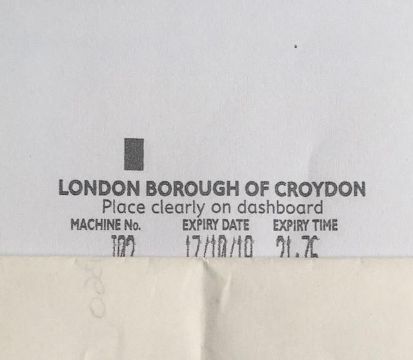 LONDON BOROUGH OF CROYDON
Place clearly on dashboard
MACHINE No. EXPIRY DATE EXPIRY TIME